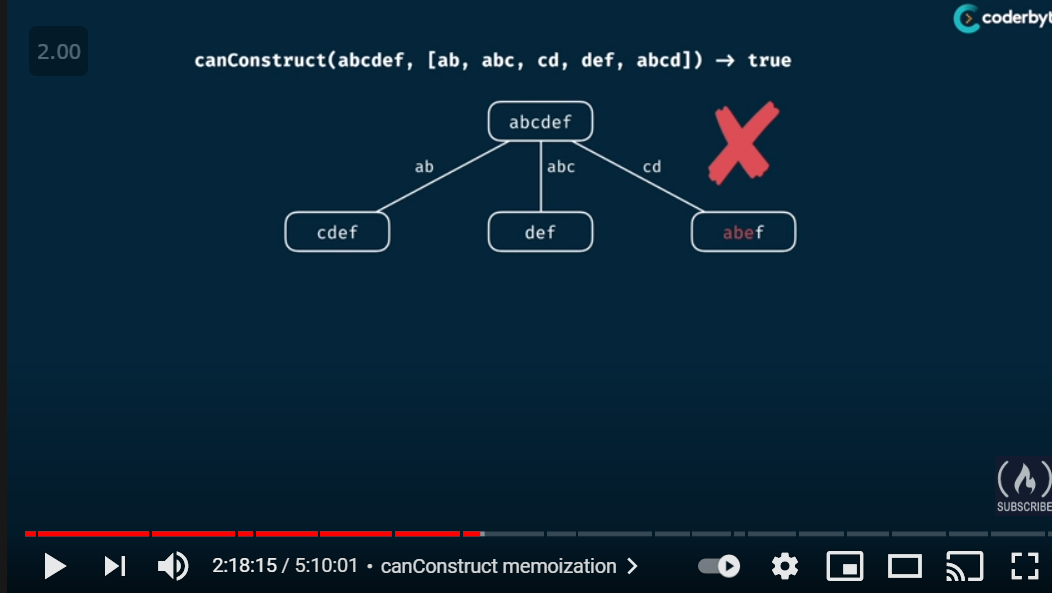 coderbyt
2.00
canConstruct(abcdef, [ab, abc, cd, def, abcd]) → true
abcdef
ab
abc
cd
cdef
def
abef
SUBSCRIBE
2:18:15 / 5:10:01 • canConstruct memoization